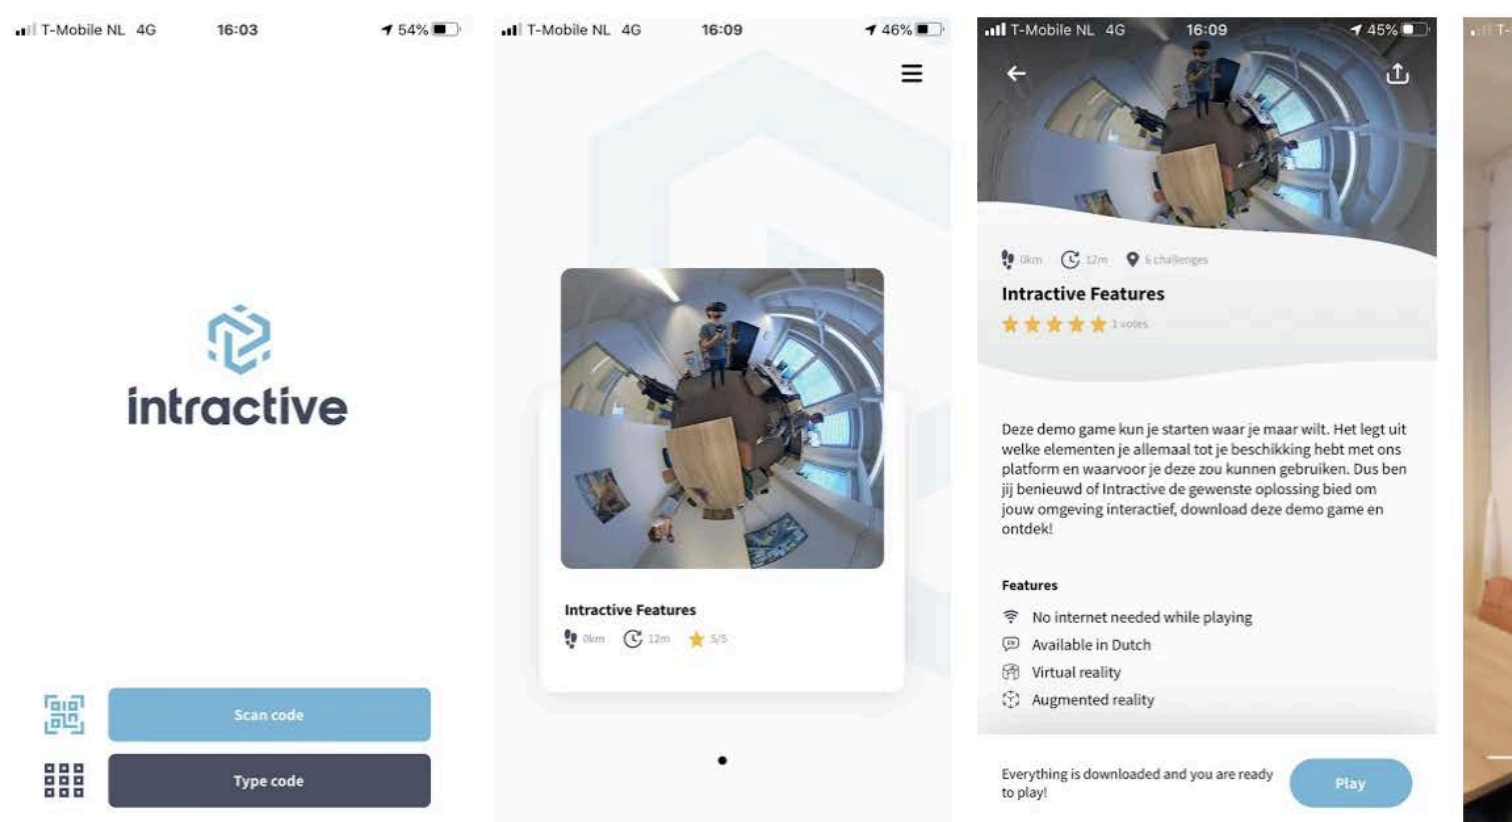 T-Mobile NL 4G 16:03 54%
intractive
Scan code
Type code
T-Mobile NL 4G 16:09 46%
Intractive Features
0km 12m 5/5
T-Mobile NL 4G 16:09 45%
0km 12m 6 challenges
Intractive Features
1 votes
Deze demo game kun je starten waar je maar wilt. Het legt uit
welke elementen je allemaal tot je beschikking hebt met ons
platform en waarvoor je deze zou kunnen gebruiken. Dus ben
jij benieuwd of Intractive de gewenste oplossing bied om
jouw omgeving interactief, download deze demo game en
ontdek!
Features
No internet needed while playing
Available in Dutch
Virtual reality
Augmented reality
Everything is downloaded and you are ready
to play!
Play
T-